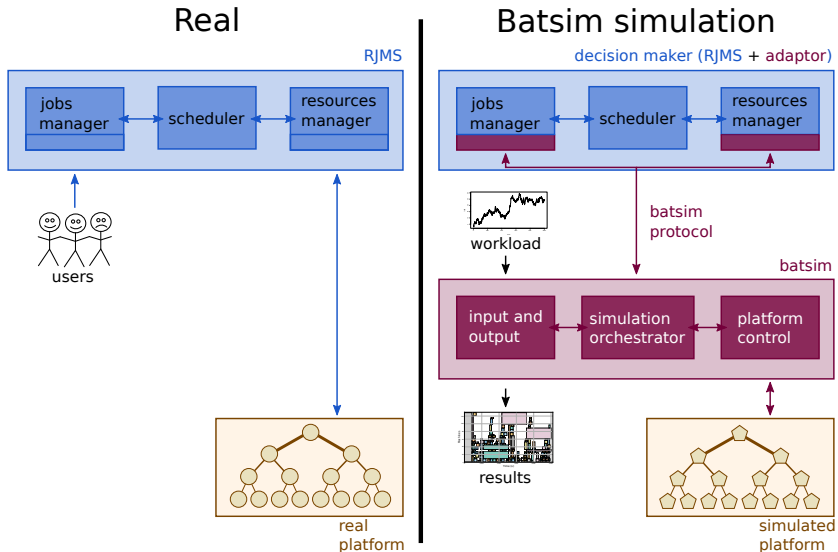 Real
RJMS
jobs
manager
scheduler
resources
manager
users
real
platform
Batsim simulation
decision maker (RJMS + adaptor)
jobs
manager
scheduler
resources
manager
workload
batsim
protocol
batsim
input and
output
simulation
orchestrator
platform
control
results
simulated
platform